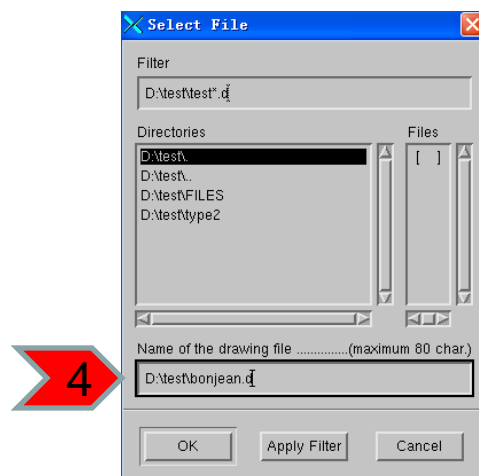 Select File
Filter
D:\test\test*.d
Directories
Files
D:\test\.
[ ]
D:\test\..
D:\test\FILES
D:\test\type2
Name of the drawing file ..............(maximum 80 char.)
4
D:\test\bonjean.d
OK
Apply Filter
Cancel